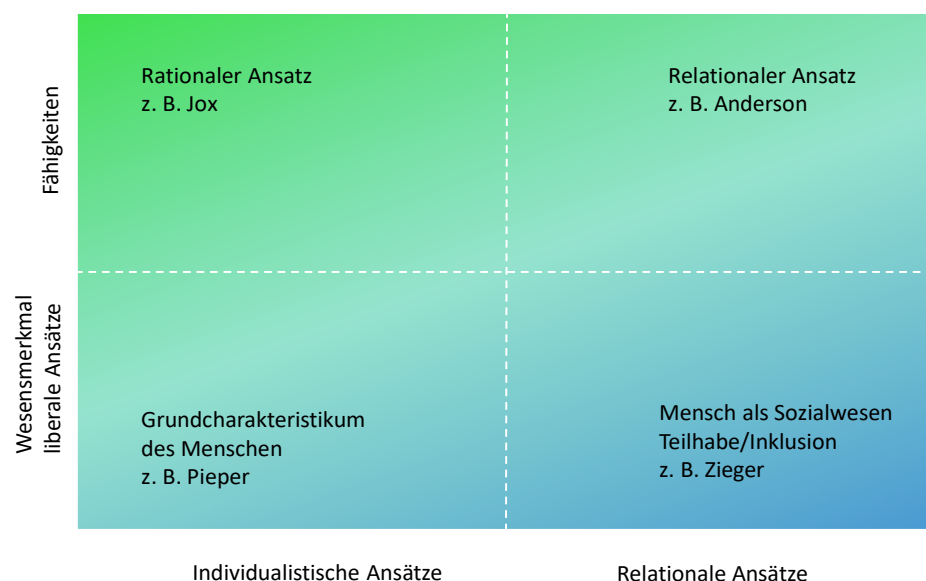 Fähigkeiten
Rationaler Ansatz
z. B. Jox
Relationaler Ansatz
z. B. Anderson
Wesensmerkmal
liberale Ansätze
Grundcharakteristikum
des Menschen
z. B. Pieper
Mensch als Sozialwesen
Teilhabe/Inklusion
z. B. Zieger
Individualistische Ansätze
Relationale Ansätze